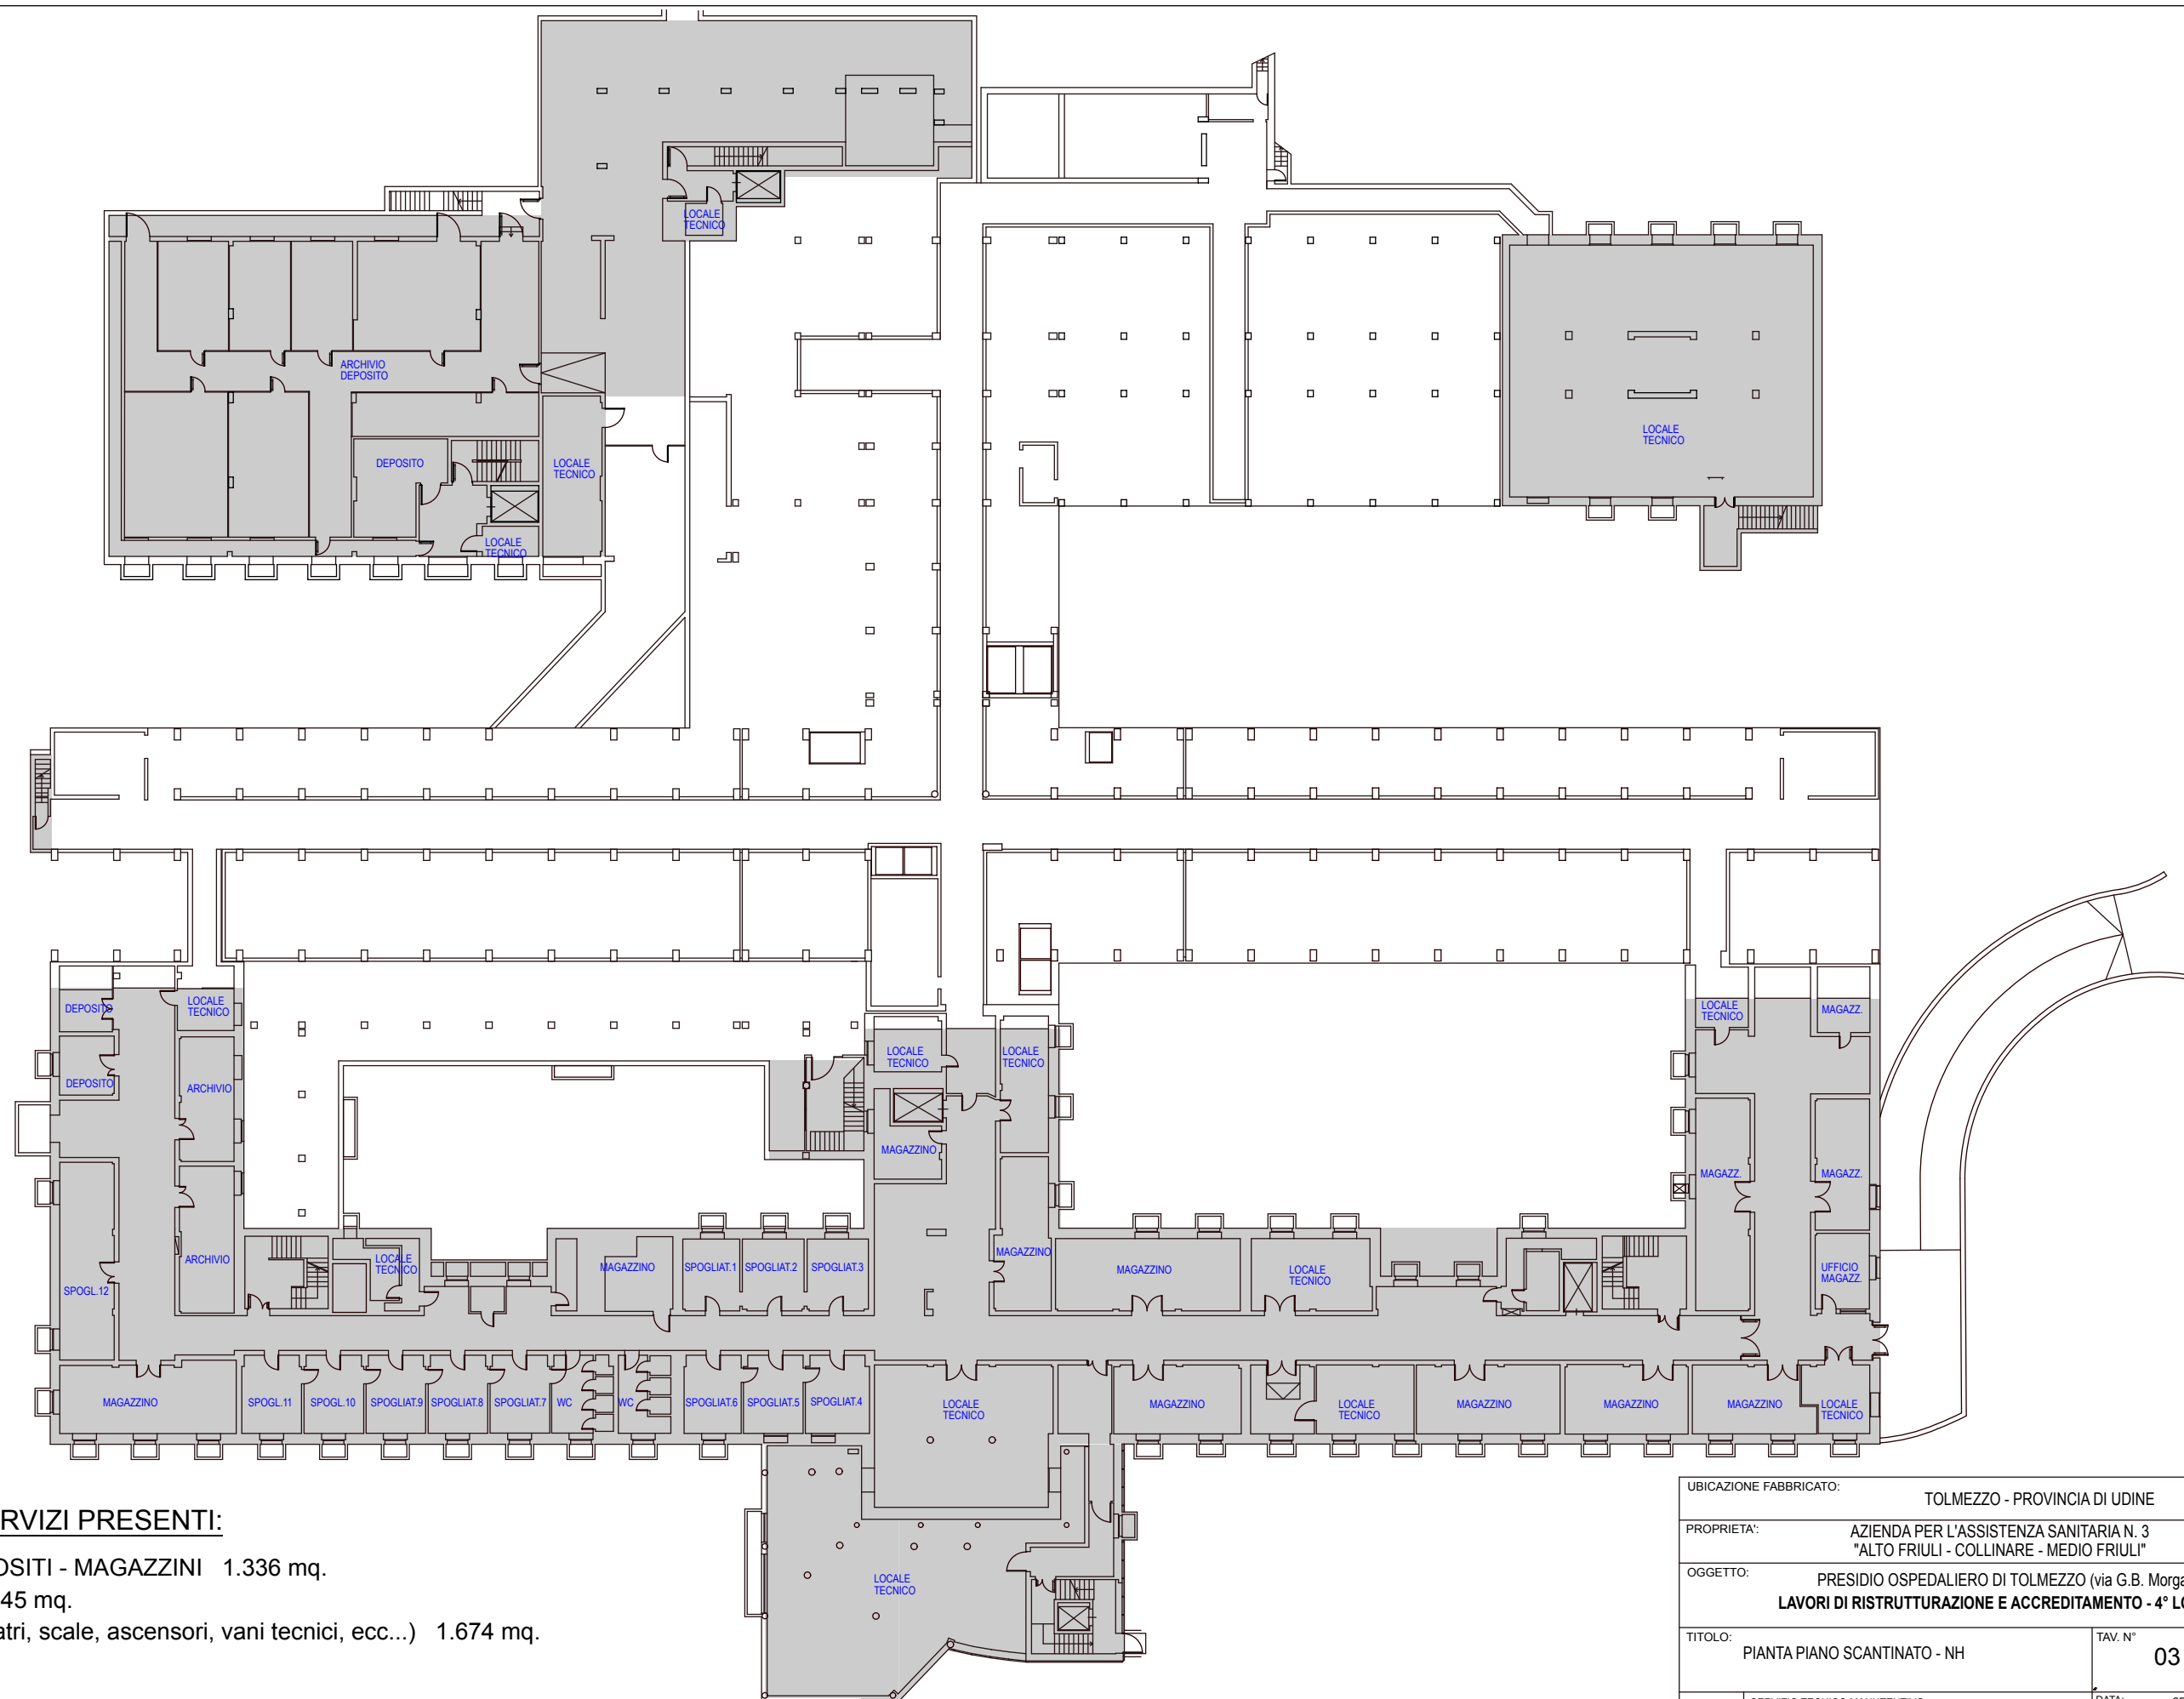 LOCALE
TECNICO
ARCHIVIO
DEPOSITO
LOCALE
TECNICO
DEPOSITO
LOCALE
TECNICO
LOCALE
TECNICO
DEPOSITO
LOCALE
TECNICO
LOCALE
TECNICO
MAGAZZ.
LOCALE
TECNICO
LOCALE
TECNICO
DEPOSITO
ARCHIVIO
MAGAZZINO
MAGAZZ.
MAGAZZ.
ARCHIVIO
LOCALE
TECNICO
MAGAZZINO
SPOGLIAT.1
SPOGLIAT.2
SPOGLIAT.3
MAGAZZINO
MAGAZZINO
LOCALE
TECNICO
UFFICIO
MAGAZZ.
SPOGL.12
MAGAZZINO
SPOGL.11
SPOGL.10
SPOGLIAT.9
SPOGLIAT.8
SPOGLIAT.7
WC
WC
SPOGLIAT.6
SPOGLIAT.5
SPOGLIAT.4
LOCALE
TECNICO
MAGAZZINO
LOCALE
TECNICO
MAGAZZINO
MAGAZZINO
MAGAZZINO
LOCALE
TECNICO
LOCALE
TECNICO
RVIZI PRESENTI:
OSITI - MAGAZZINI 1.336 mq.
45 mq.
atri, scale, ascensori, vani tecnici, ecc...) 1.674 mq.
UBICAZIONE FABBRICATO:
TOLMEZZO - PROVINCIA DI UDINE
PROPRIETA':
AZIENDA PER L'ASSISTENZA SANITARIA N. 3
"ALTO FRIULI - COLLINARE - MEDIO FRIULI"
OGGETTO:
PRESIDIO OSPEDALIERO DI TOLMEZZO (via G.B. Morga
LAVORI DI RISTRUTTURAZIONE E ACCREDITAMENTO - 4° LO
TITOLO:
PIANTA PIANO SCANTINATO - NH
TAV. N°
03